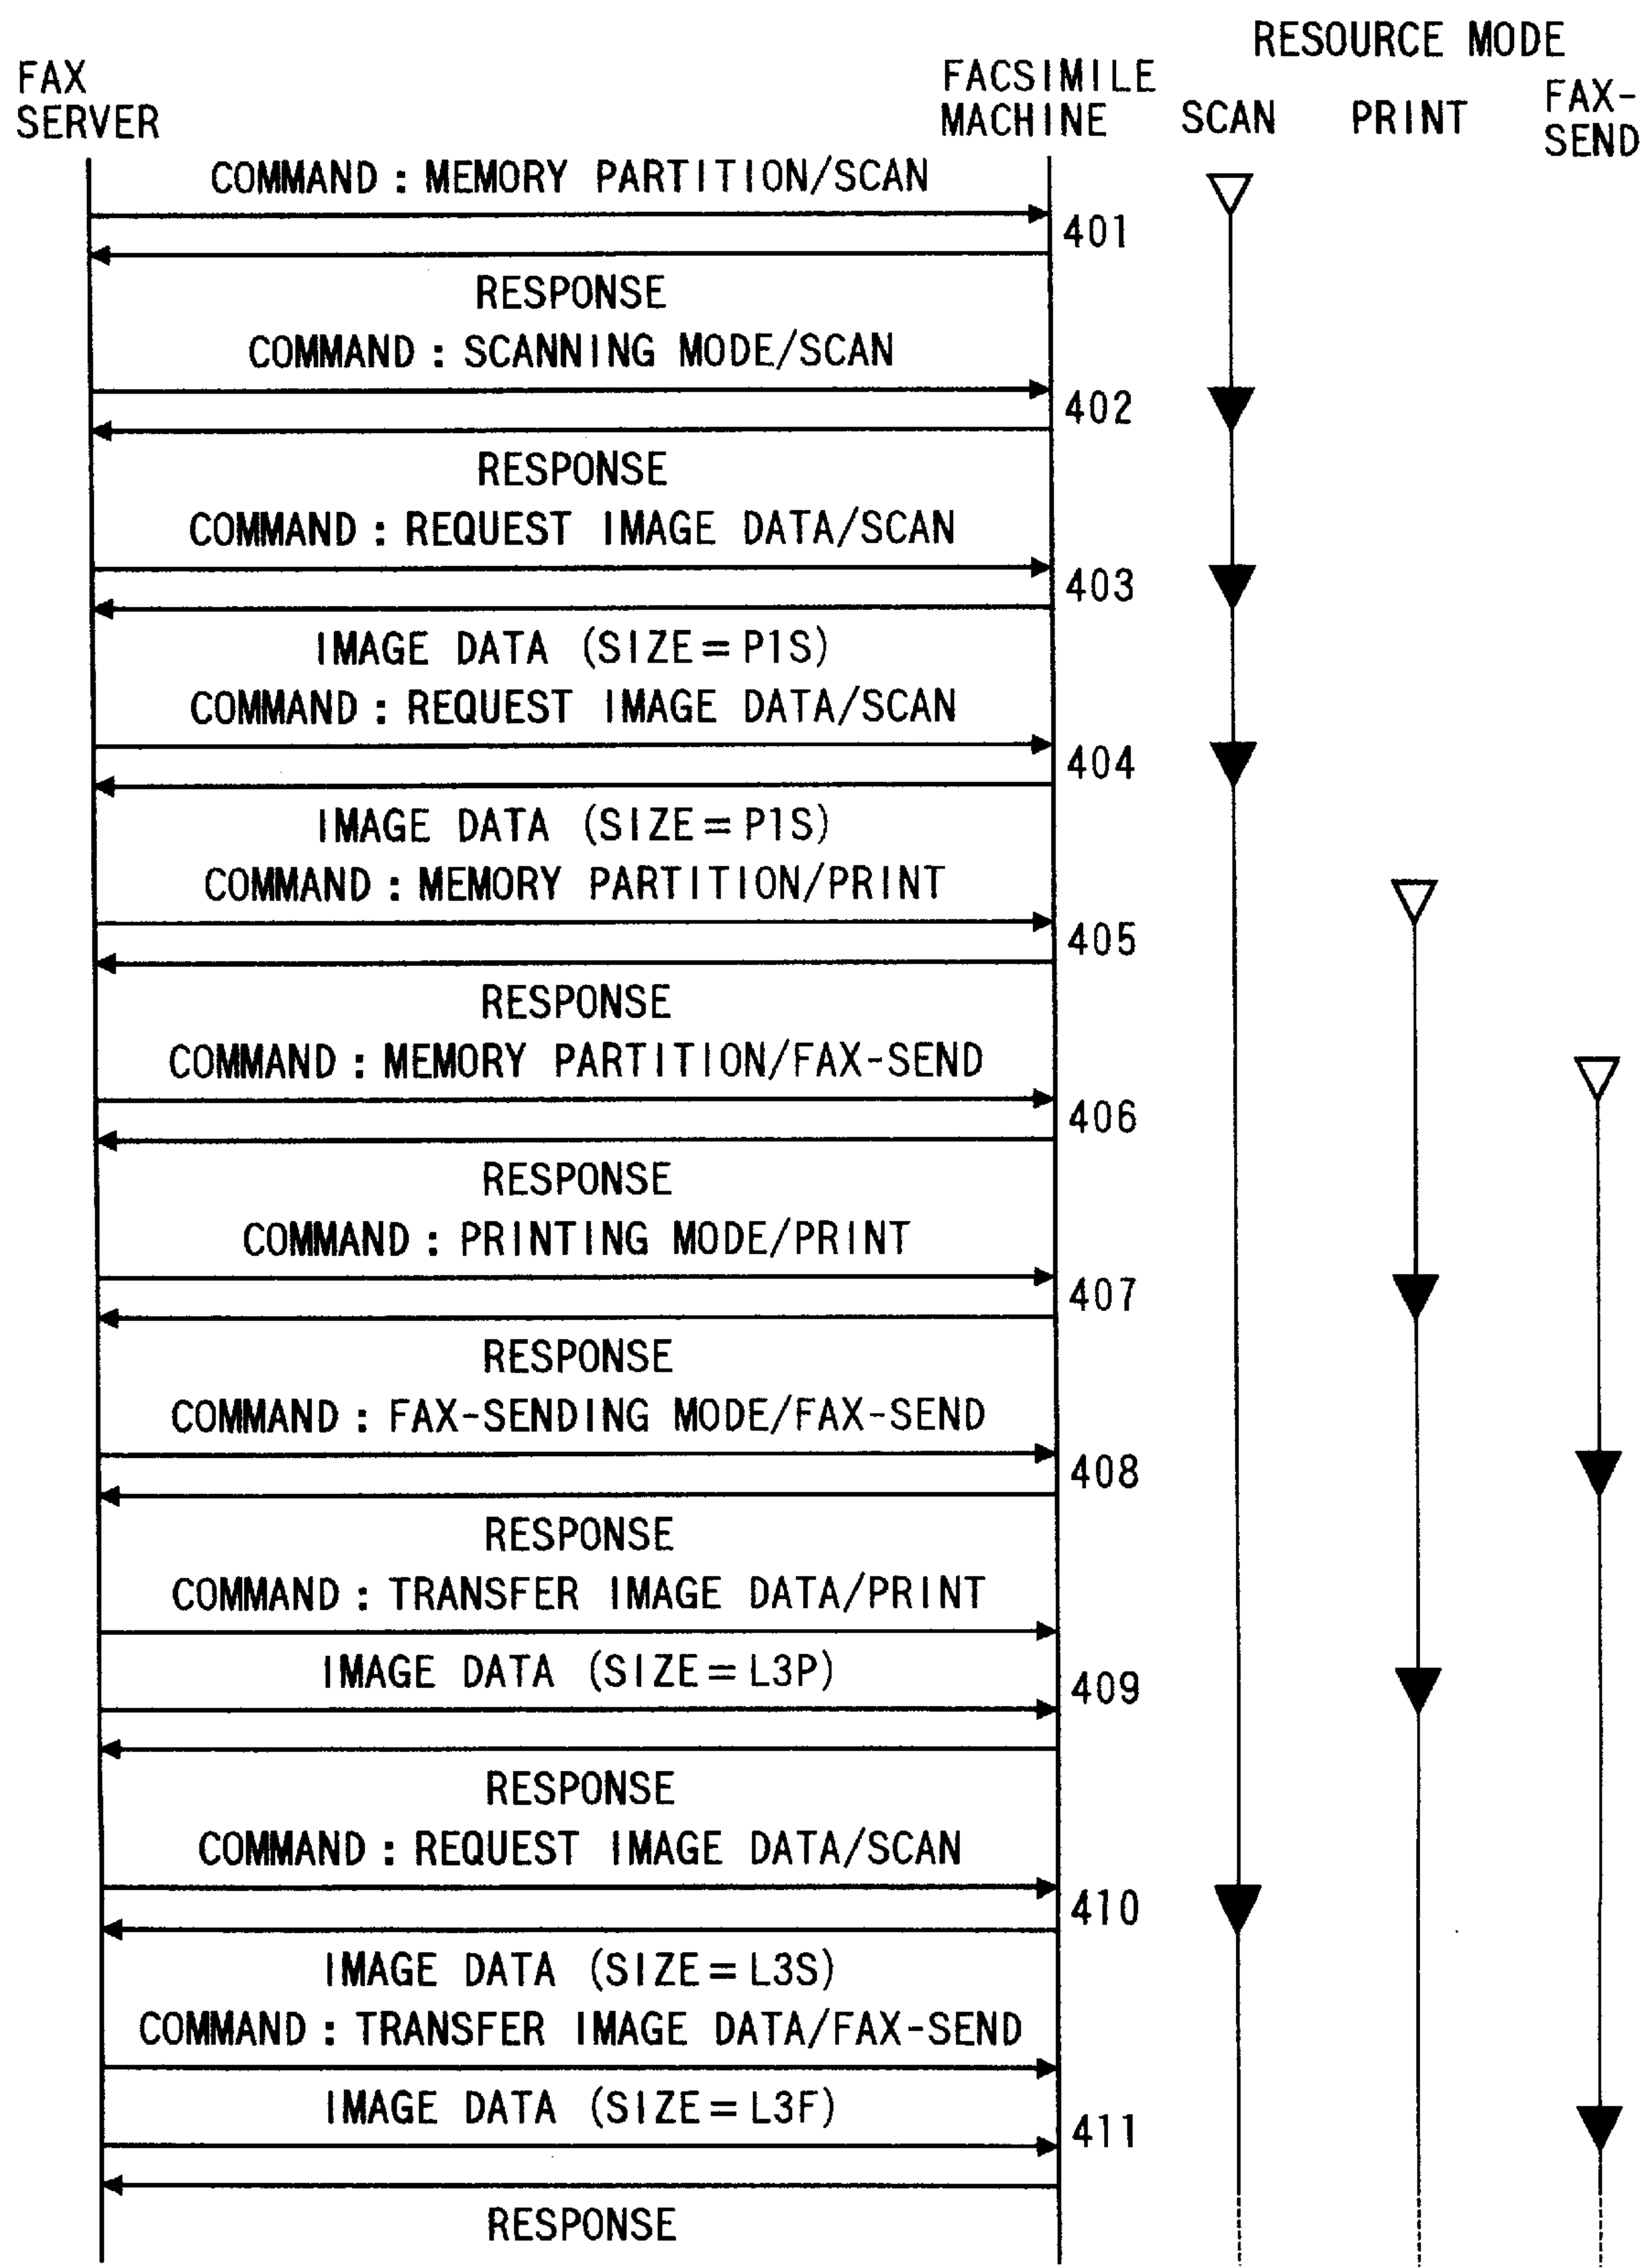 RESOURCE MODE
FAX SERVER
FACSIMILE MACHINE
SCAN
PRINT
FAX-SEND
COMMAND : MEMORY PARTITION/SCAN
401
RESPONSE
COMMAND : SCANNING MODE/SCAN
402
RESPONSE
COMMAND : REQUEST IMAGE DATA/SCAN
403
IMAGE DATA (SIZE=P1S)
COMMAND : REQUEST IMAGE DATA/SCAN
404
IMAGE DATA (SIZE=P1S)
COMMAND : MEMORY PARTITION/PRINT
405
RESPONSE
COMMAND : MEMORY PARTITION/FAX-SEND
406
RESPONSE
COMMAND : PRINTING MODE/PRINT
407
RESPONSE
COMMAND : FAX-SENDING MODE/FAX-SEND
408
RESPONSE
COMMAND : TRANSFER IMAGE DATA/PRINT
IMAGE DATA (SIZE=L3P)
409
RESPONSE
COMMAND : REQUEST IMAGE DATA/SCAN
410
IMAGE DATA (SIZE=L3S)
COMMAND : TRANSFER IMAGE DATA/FAX-SEND
IMAGE DATA (SIZE=L3F)
411
RESPONSE